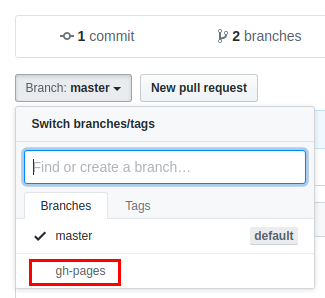 1 commit
2 branches
Branch: master
New pull request
Switch branches/tags
Find or create a branch…
Branches
Tags
master
default
gh-pages